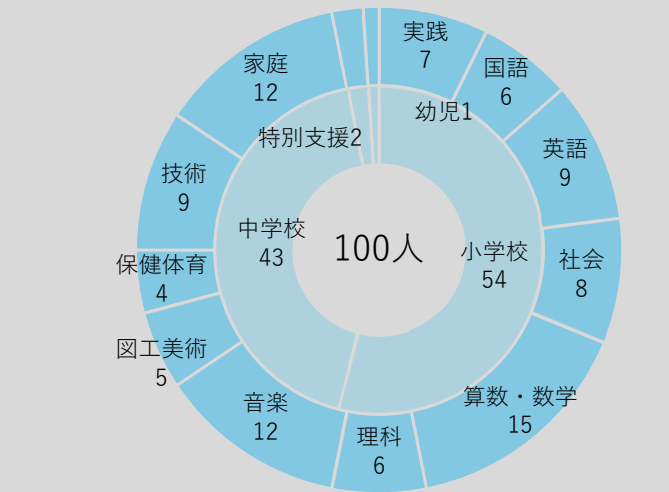 実践
7
国語
6
英語
9
社会
8
算数・数学
15
理科
6
音楽
12
図工美術
5
保健体育
4
技術
9
家庭
12
幼児1
小学校
54
中学校
43
特別支援2
100人